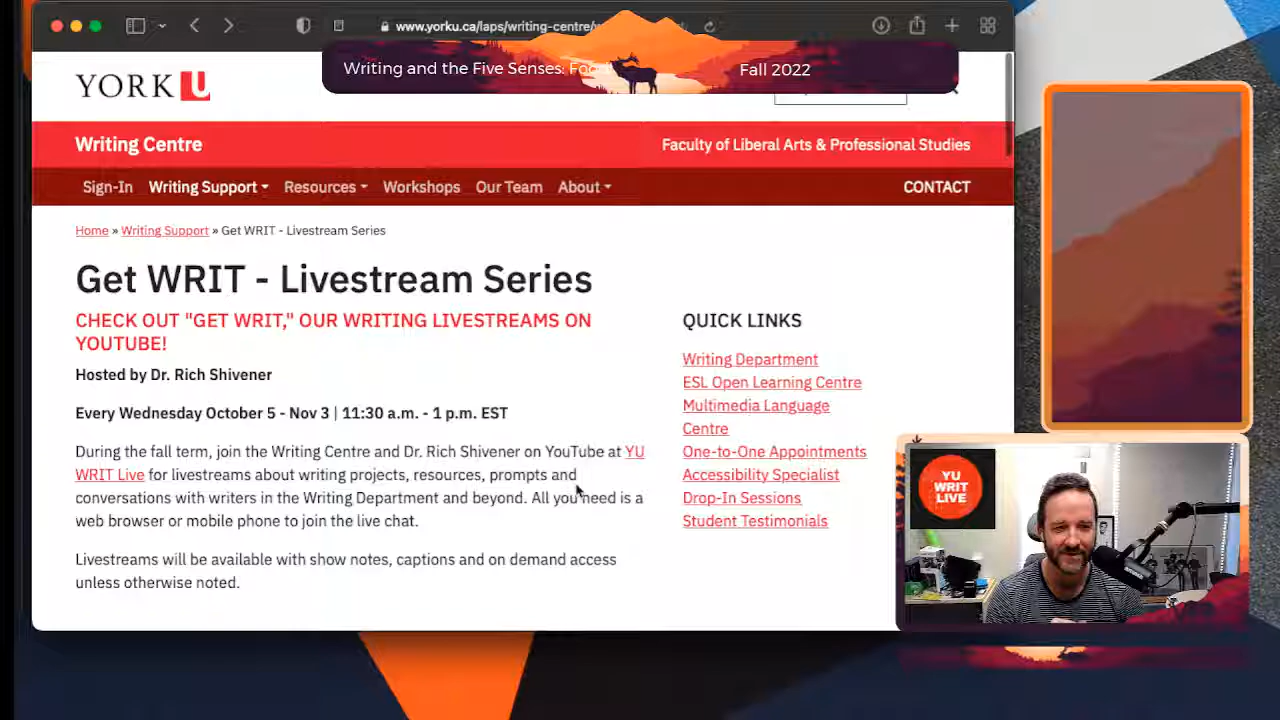 www.yorku.ca/laps/writing-centre/
Writing and the Five Senses: Food
Fall 2022
YORK U
Writing Centre
Faculty of Liberal Arts & Professional Studies
Sign-In Writing Support Resources Workshops Our Team About
CONTACT
Home » Writing Support » Get WRIT - Livestream Series
Get WRIT - Livestream Series
CHECK OUT "GET WRIT," OUR WRITING LIVESTREAMS ON
YOUTUBE!
Hosted by Dr. Rich Shivener
Every Wednesday October 5 - Nov 3 | 11:30 a.m. - 1 p.m. EST
During the fall term, join the Writing Centre and Dr. Rich Shivener on YouTube at YU
WRIT Live for livestreams about writing projects, resources, prompts and
conversations with writers in the Writing Department and beyond. All you need is a
web browser or mobile phone to join the live chat.
Livestreams will be available with show notes, captions and on demand access
unless otherwise noted.
QUICK LINKS
Writing Department
ESL Open Learning Centre
Multimedia Language
Centre
One-to-One Appointments
Accessibility Specialist
Drop-In Sessions
Student Testimonials
YU
WRIT
LIVE